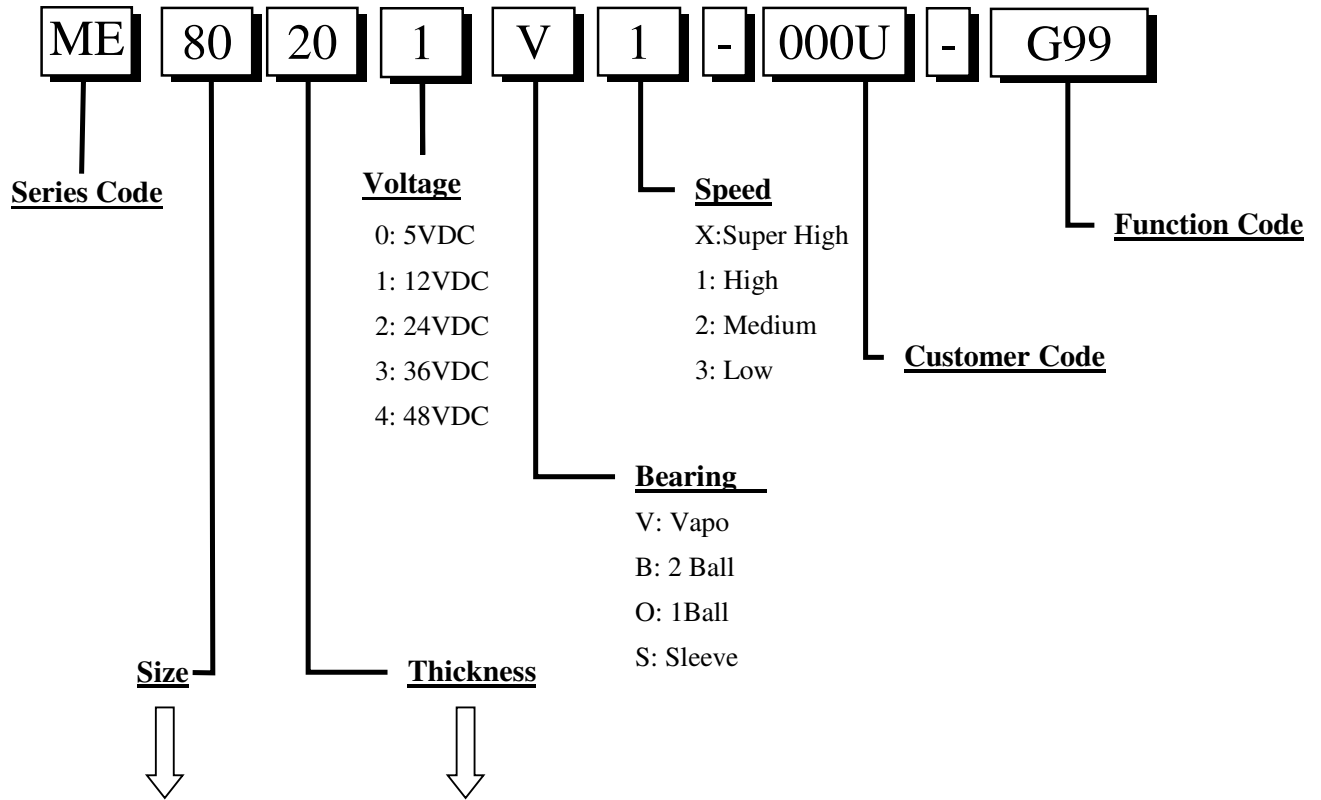 ME 80 20 1 V 1 - 000U - G99
Series Code
Voltage
0: 5VDC
1: 12VDC
2: 24VDC
3: 36VDC
4: 48VDC
Speed
X:Super High
1: High
2: Medium
3: Low
Function Code
Customer Code
Bearing
V: Vapo
B: 2 Ball
O: 1Ball
S: Sleeve
Size
Thickness